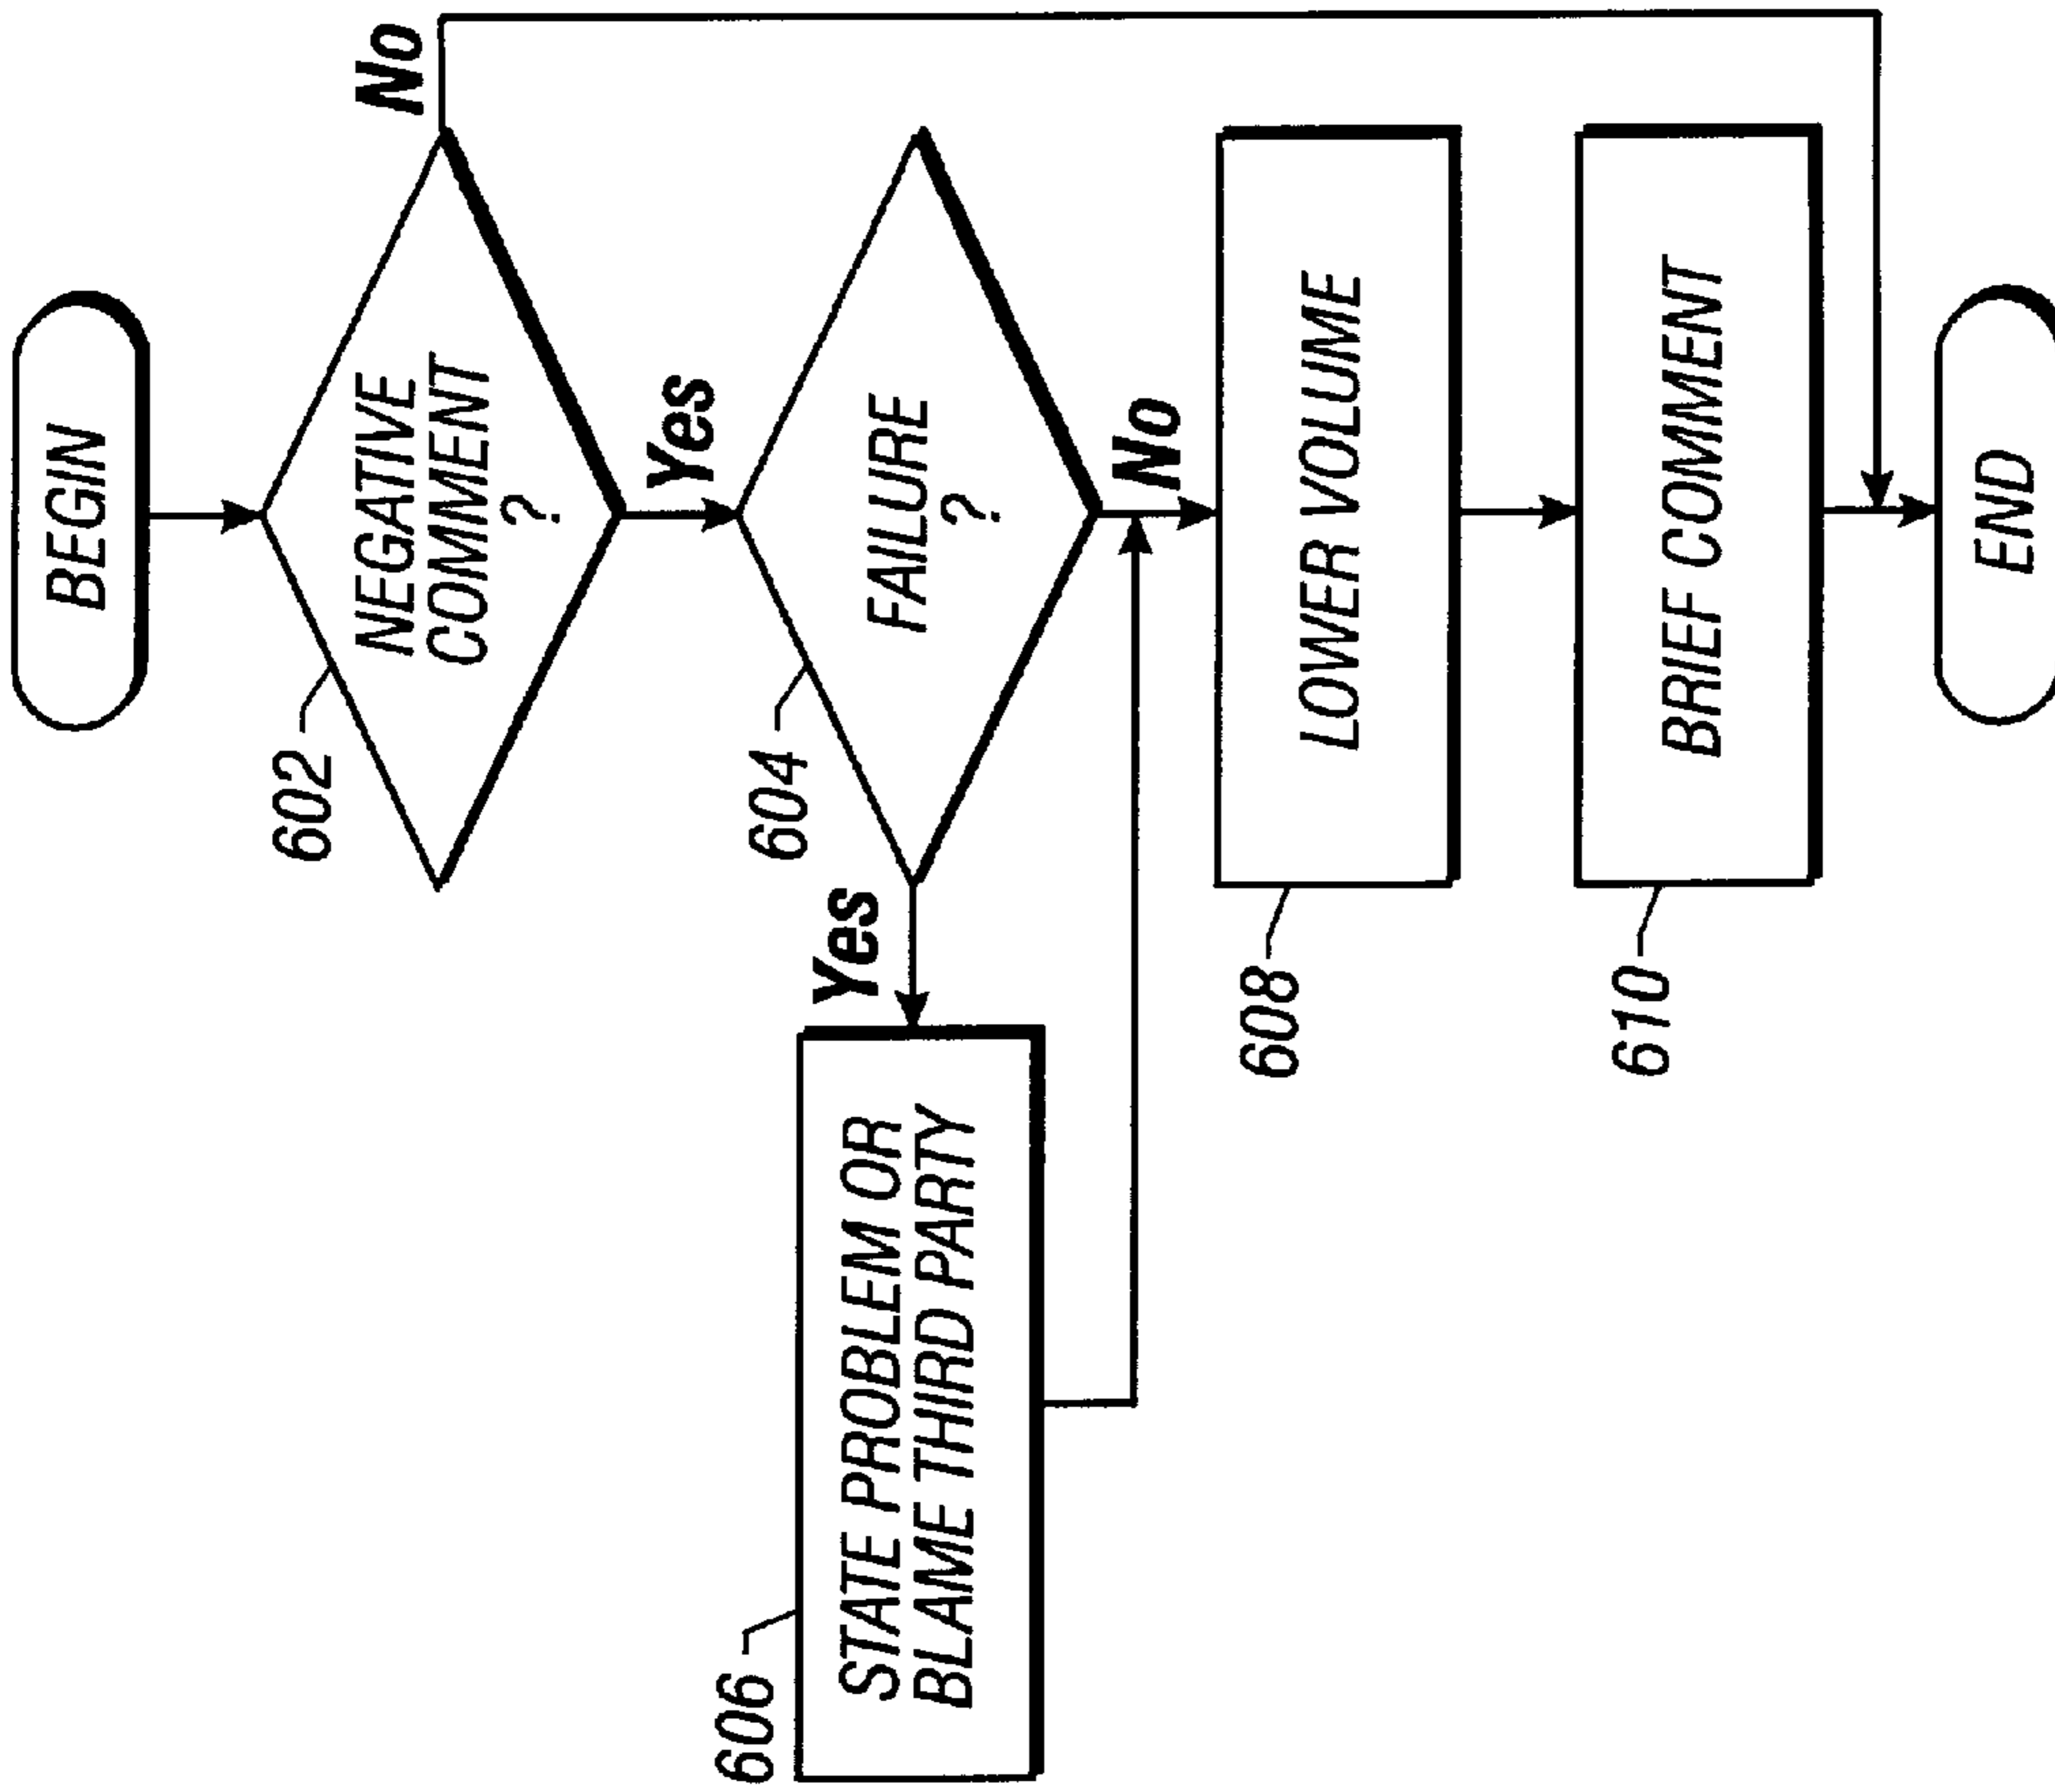 BEGIN
602
NEGATIVE
COMMENT
?
No
Yes
604
FAILURE
?
Yes
No
606
STATE PROBLEM OR
BLAME THIRD PARTY
608
LOWER VOLUME
610
BRIEF COMMENT
END